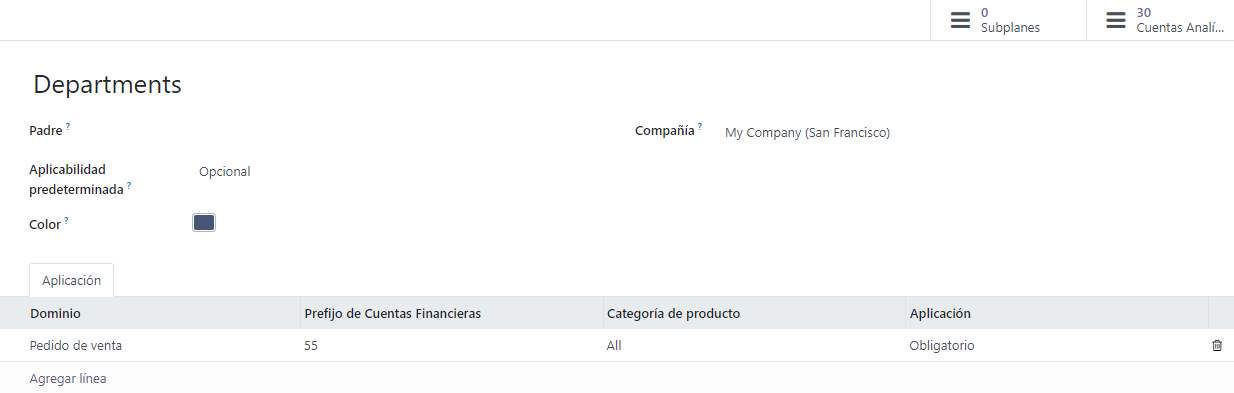 0
Subplanes
30
Cuentas Analí...
Departments
Padre ?
Compañía ? My Company (San Francisco)
Aplicabilidad
predeterminada ? Opcional
Color ?
Aplicación
Dominio Prefijo de Cuentas Financieras Categoría de producto Aplicación
Pedido de venta 55 All Obligatorio
Agregar línea